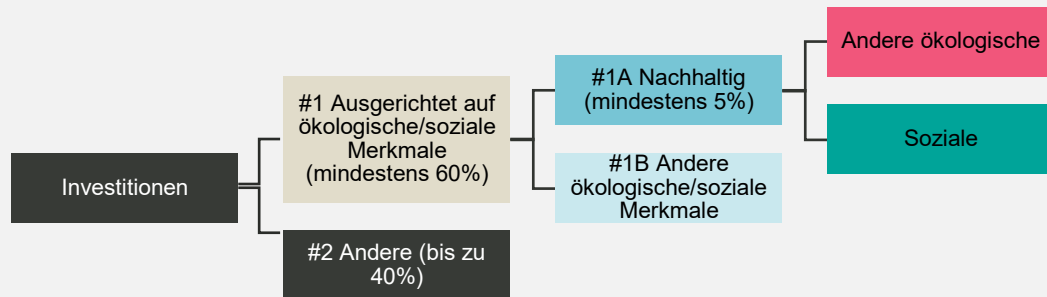 Investitionen
#1 Ausgerichtet auf
ökologische/soziale
Merkmale
(mindestens 60%)
#2 Andere (bis zu
40%)
#1A Nachhaltig
(mindestens 5%)
#1B Andere
ökologische/soziale
Merkmale
Andere ökologische
Soziale